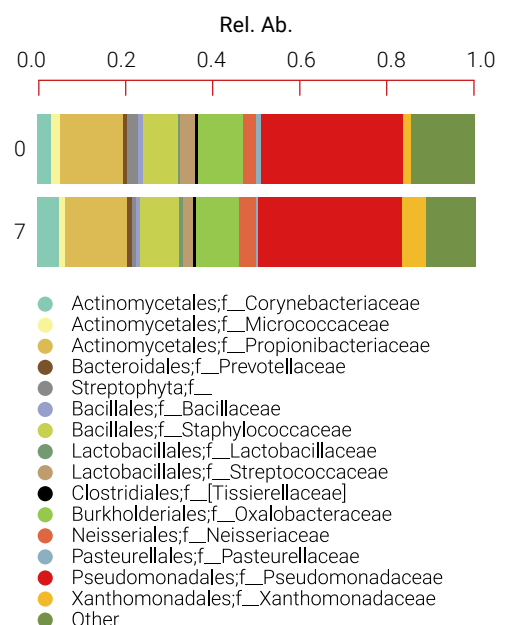 Rel. Ab.
0.0 0.2 0.4 0.6 0.8 1.0
0
7
Actinomycetales;f__Corynebacteriaceae
Actinomycetales;f__Micrococcaceae
Actinomycetales;f__Propionibacteriaceae
Bacteroidales;f__Prevotellaceae
Streptophyta;f__
Bacillales;f__Bacillaceae
Bacillales;f__Staphylococcaceae
Lactobacillales;f__Lactobacillaceae
Lactobacillales;f__Streptococcaceae
Clostridiales;f__[Tissierellaceae]
Burkholderiales;f__Oxalobacteraceae
Neisseriales;f__Neisseriaceae
Pasteurellales;f__Pasteurellaceae
Pseudomonadales;f__Pseudomonadaceae
Xanthomonadales;f__Xanthomonadaceae
Other